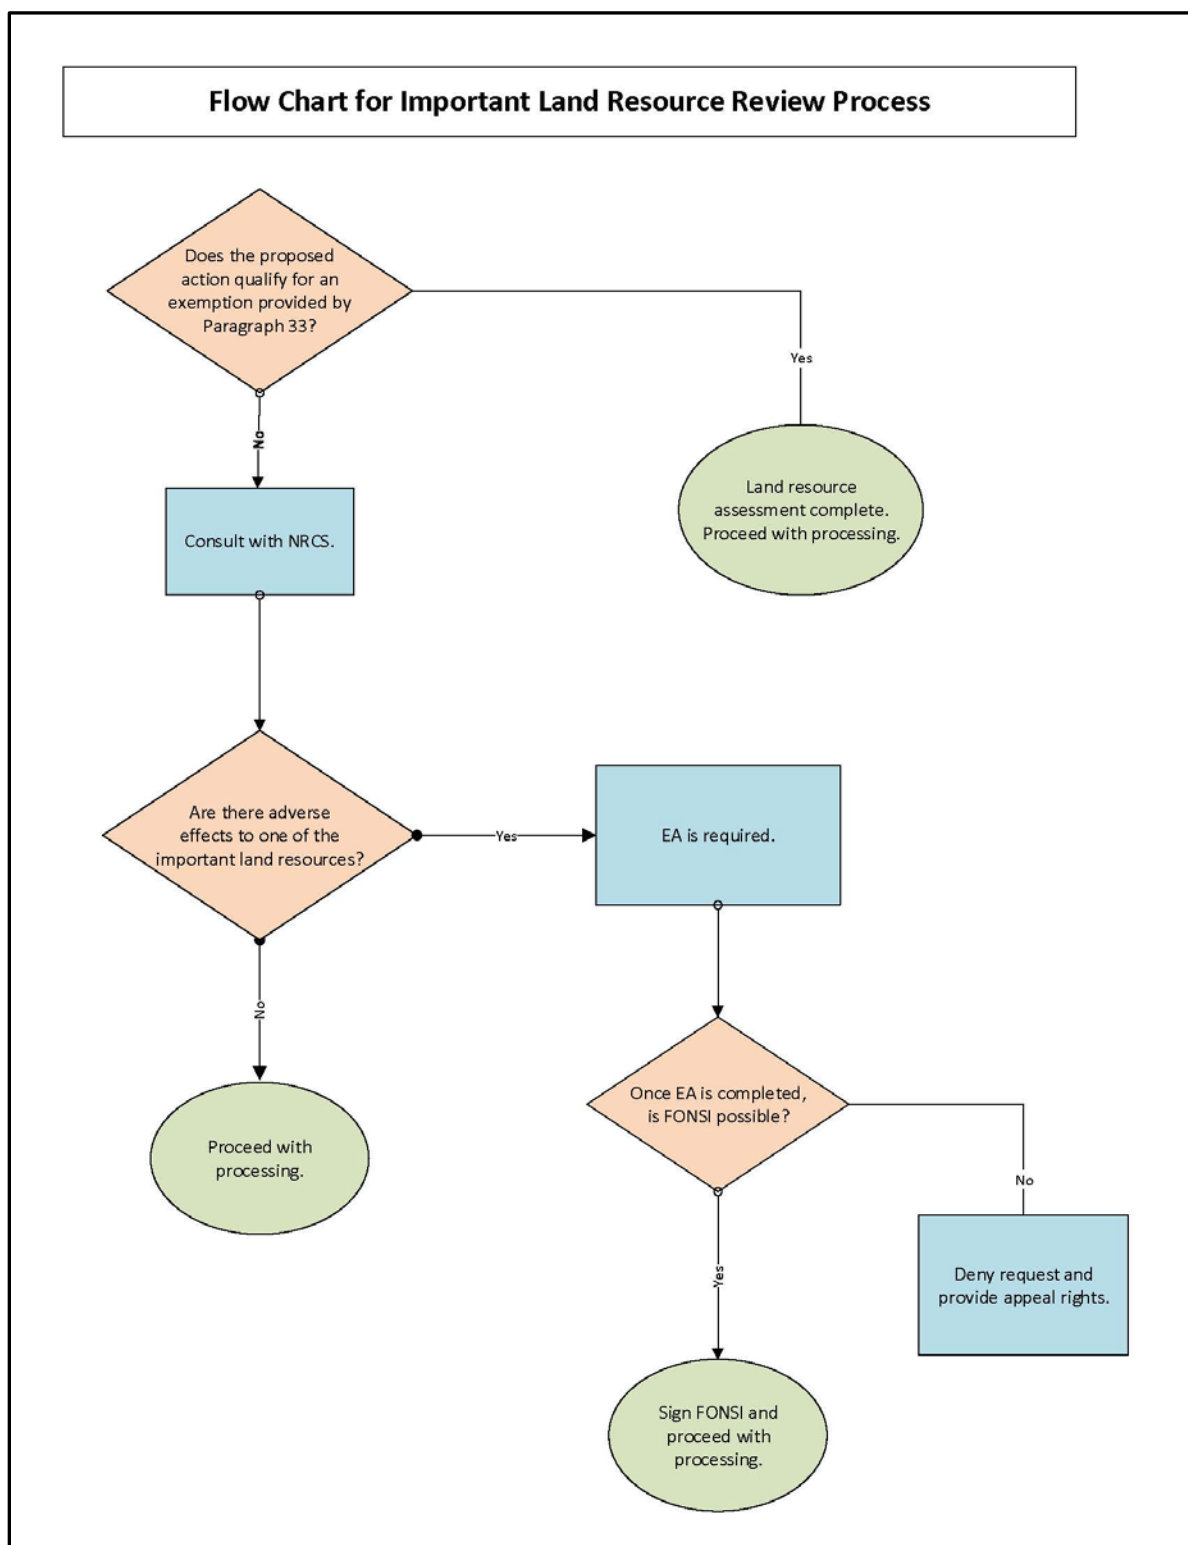 Flow Chart for Important Land Resource Review Process
Does the proposed
action qualify for an
exemption provided by
Paragraph 33?
Yes
No
Land resource
assessment complete.
Proceed with processing.
Consult with NRCS.
Are there adverse
effects to one of the
important land resources?
Yes
EA is required.
No
Once EA is completed,
is FONSI possible?
Proceed with
processing.
No
Yes
Deny request and
provide appeal rights.
Sign FONSI and
proceed with
processing.